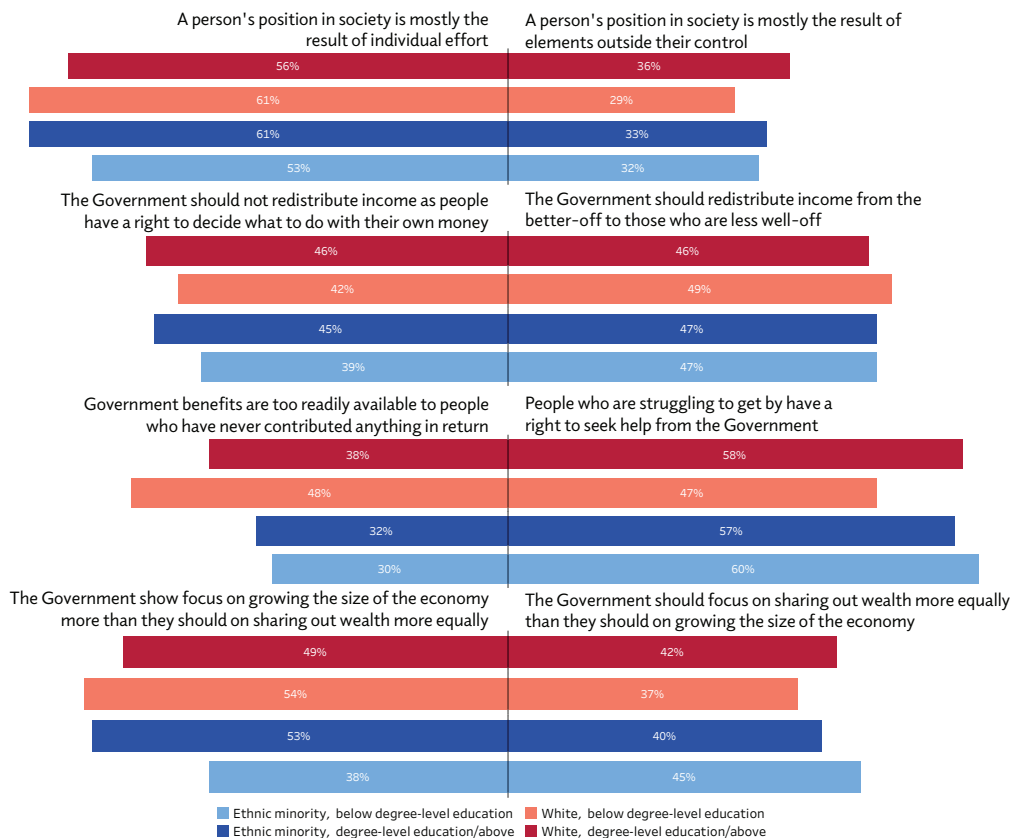 A person's position in society is mostly the
result of individual effort
A person's position in society is mostly the result of
elements outside their control
56%
36%
61%
29%
61%
33%
53%
32%
The Government should not redistribute income as people
have a right to decide what to do with their own money
The Government should redistribute income from the
better-off to those who are less well-off
46%
46%
42%
49%
45%
47%
39%
47%
Government benefits are too readily available to people
who have never contributed anything in return
People who are struggling to get by have a
right to seek help from the Government
38%
58%
48%
47%
32%
57%
30%
60%
The Government show focus on growing the size of the economy
more than they should on sharing out wealth more equally
The Government should focus on sharing out wealth more equally
than they should on growing the size of the economy
49%
42%
54%
37%
53%
40%
38%
45%
Ethnic minority, below degree-level education
White, below degree-level education
Ethnic minority, degree-level education/above
White, degree-level education/above